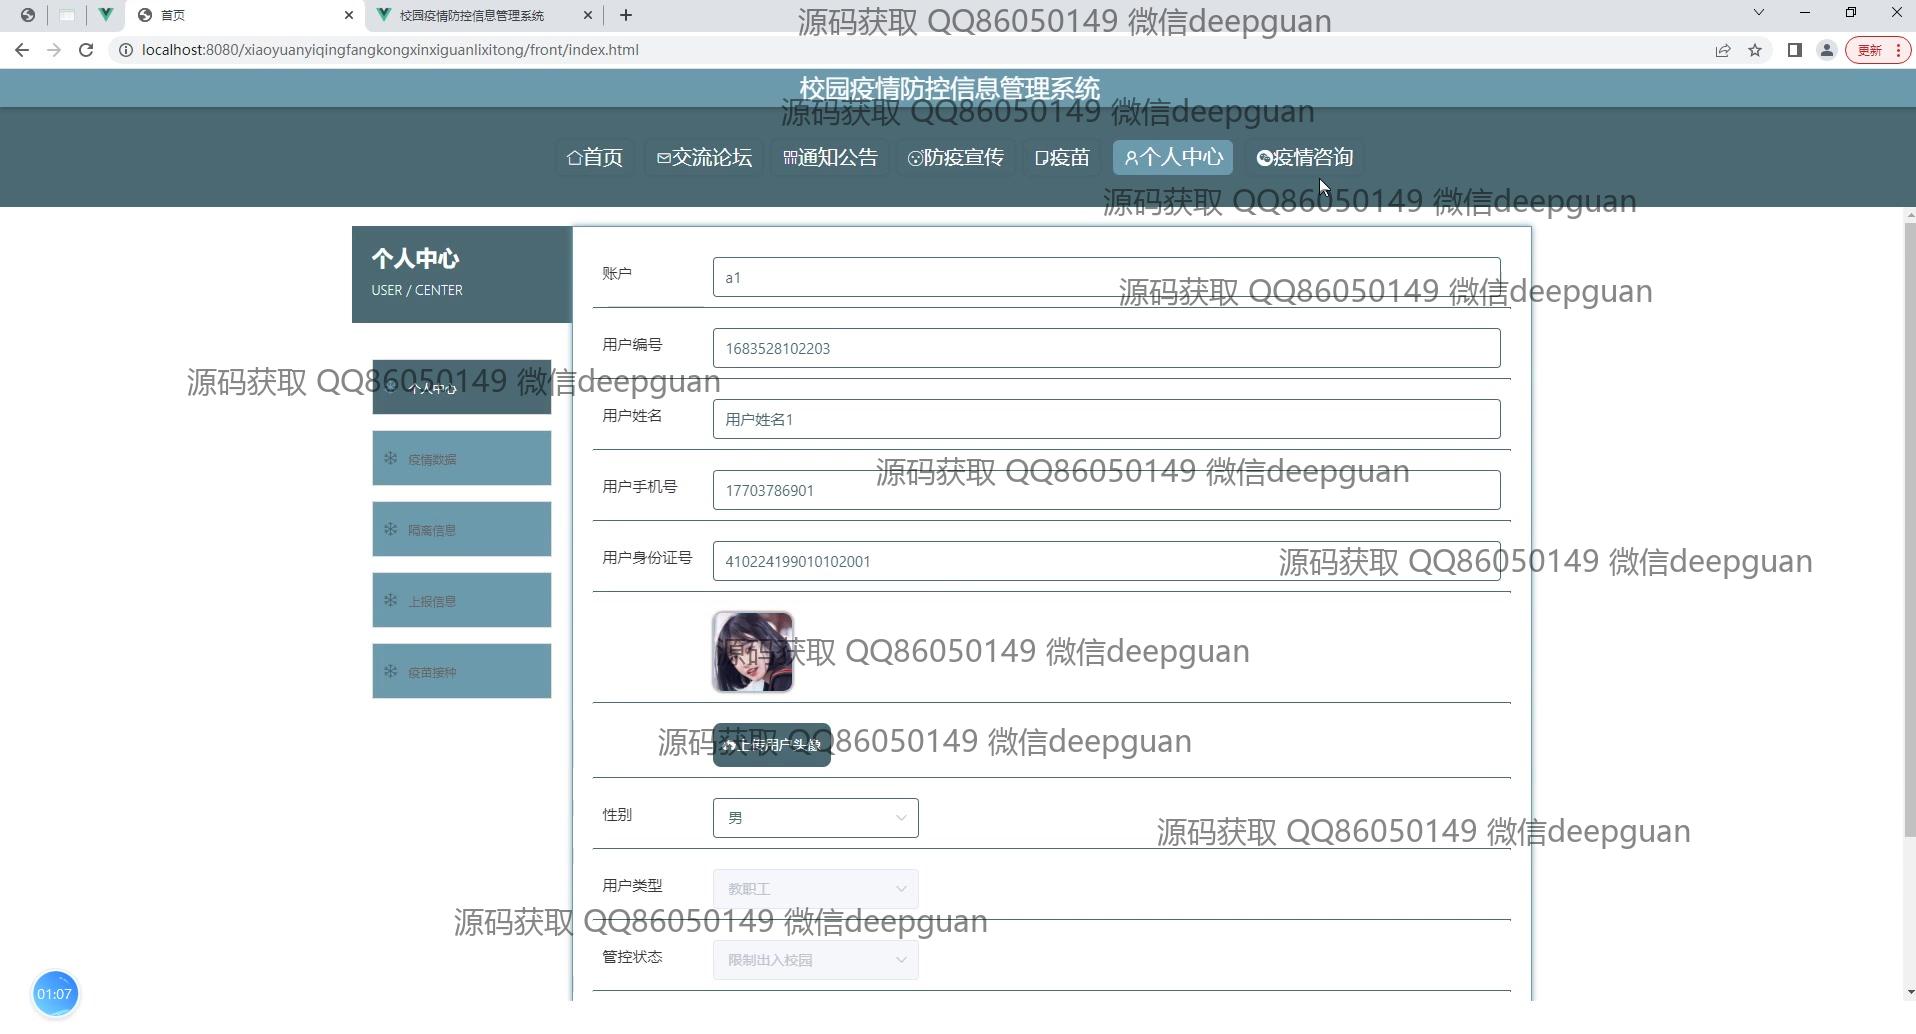 首页
校园疫情防控信息管理系统
源码获取 QQ86050149 微信deepguan
localhost:8080/xiaoyuanyiqingfangkongxinxiguanlixitong/front/index.html
更新
校园疫情防控信息管理系统
源码获取 QQ86050149 微信deepguan
首页
交流论坛
通知公告
防疫宣传
疫苗
个人中心
疫情咨询
源码获取 QQ86050149 微信deepguan
个人中心
USER / CENTER
账户
a1
源码获取 QQ86050149 微信deepguan
用户编号
1683528102203
源码获取 QQ86050149 微信deepguan
个人中心
用户姓名
用户姓名1
疫情数据
源码获取 QQ86050149 微信deepguan
用户手机号
17703786901
隔离信息
用户身份证号
410224199010102001
源码获取 QQ86050149 微信deepguan
上报信息
源码获取 QQ86050149 微信deepguan
疫苗接种
源码获取 QQ86050149 微信deepguan
上传用户头像
性别
男
源码获取 QQ86050149 微信deepguan
用户类型
教职工
源码获取 QQ86050149 微信deepguan
管控状态
限制出入校园
01:07